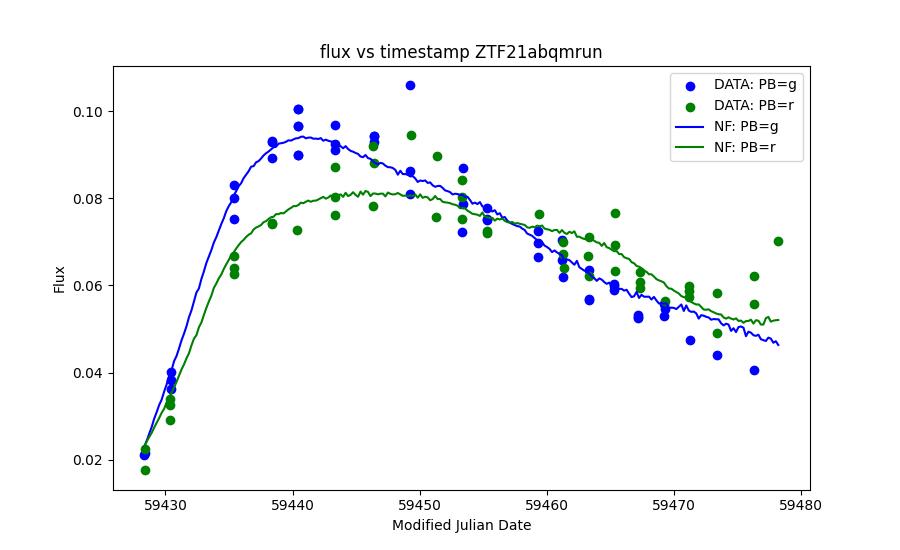 flux vs timestamp ZTF21abqmrun
DATA: PB=g
DATA: PB=r
NF: PB=g
NF: PB=r
Flux
0.10
0.08
0.06
0.04
0.02
59430 59440 59450 59460 59470 59480
Modified Julian Date